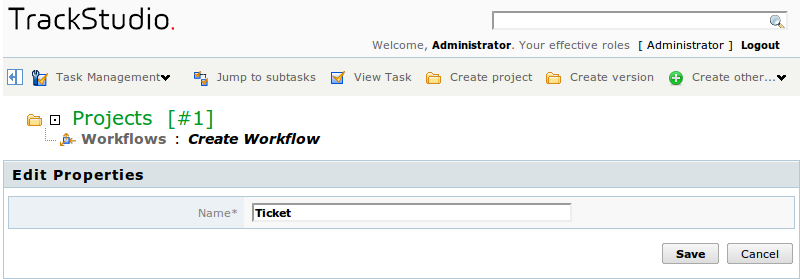 TrackStudio.
Welcome, Administrator. Your effective roles [ Administrator ] Logout
Task Management Jump to subtasks View Task Create project Create version Create other...
Projects [#1]
Workflows : Create Workflow
Edit Properties
Name* Ticket
Save Cancel